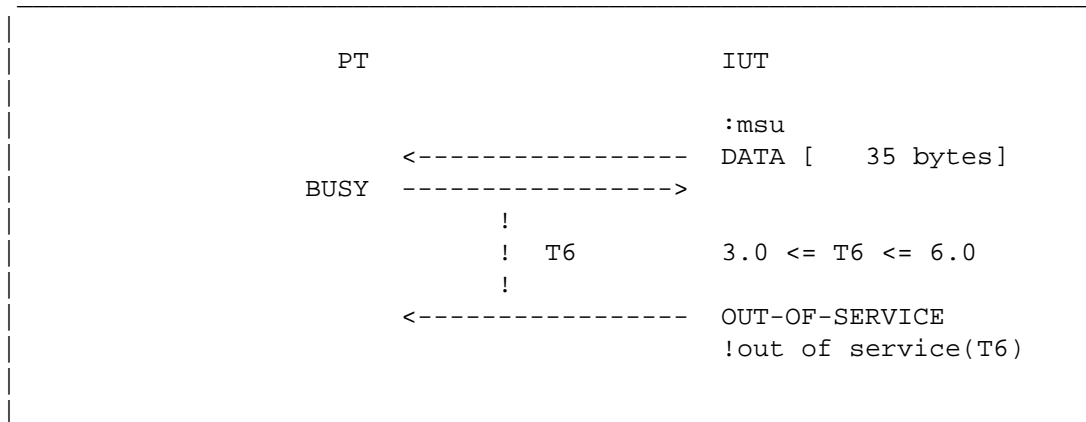 PT IUT
:msu
<----------------- DATA [ 35 bytes]
BUSY ----------------->
!
! T6 3.0 <= T6 <= 6.0
!
<----------------- OUT-OF-SERVICE
!out of service(T6)